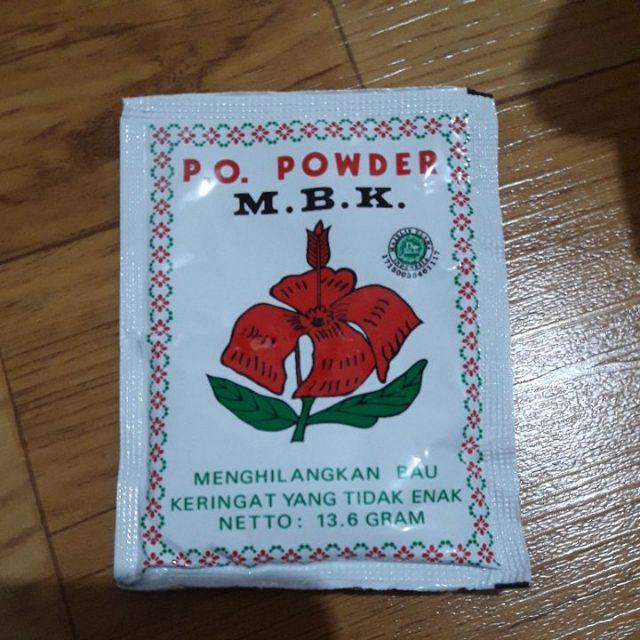 P.O. POWDER
M.B.K.
MENGHILANGKAN BAU
KERINGAT YANG TIDAK ENAK
NETTO: 13.6 GRAM